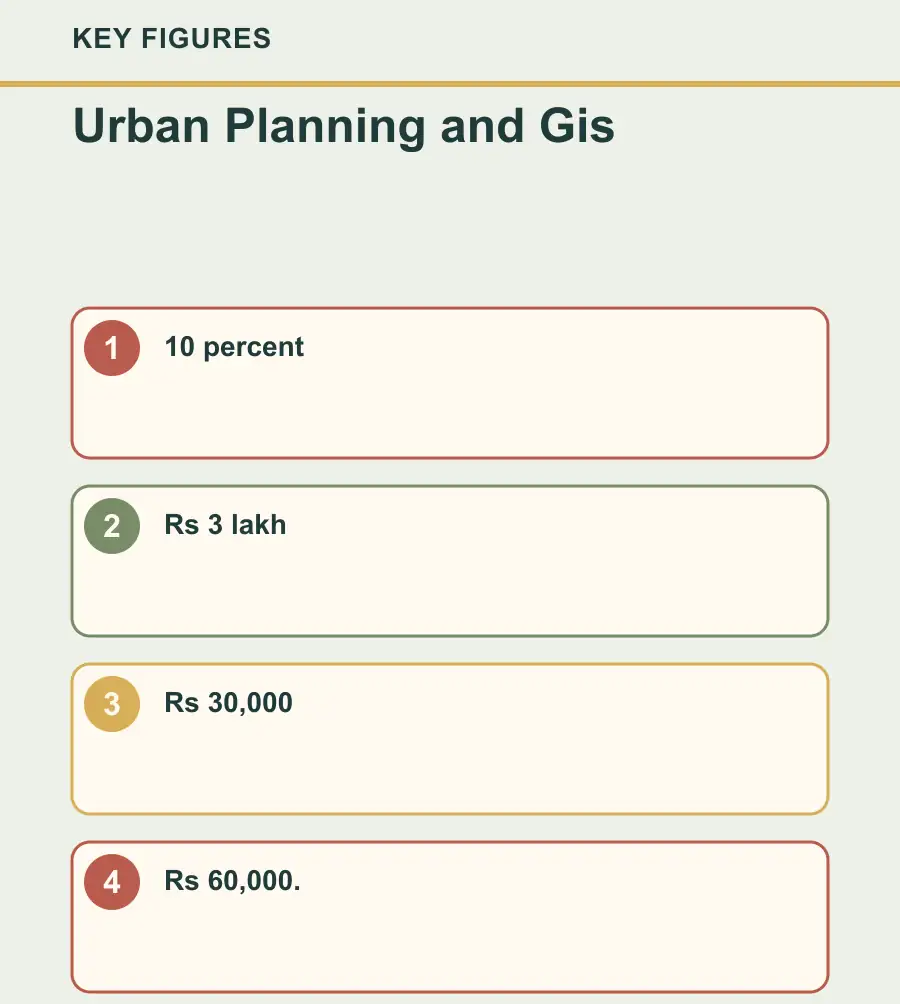 KEY FIGURES
Urban Planning and Gis
1 10 percent
2 Rs 3 lakh
3 Rs 30,000
4 Rs 60,000.